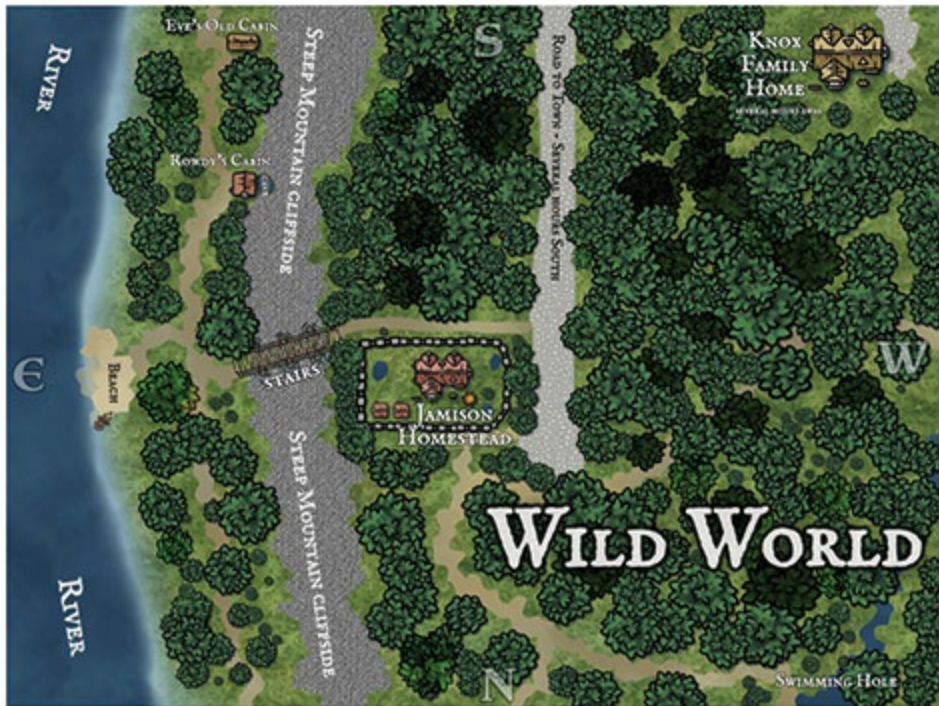 Eve's Old Cabin
River
Steep Mountain cliffside
S
Road to Town - Several hours South
Knox
Family
Home
Rowdy's Cabin
E
Beach
Stairs
W
Jamison
Homestead
Steep Mountain cliffside
Wild World
River
N
Swimming Hole